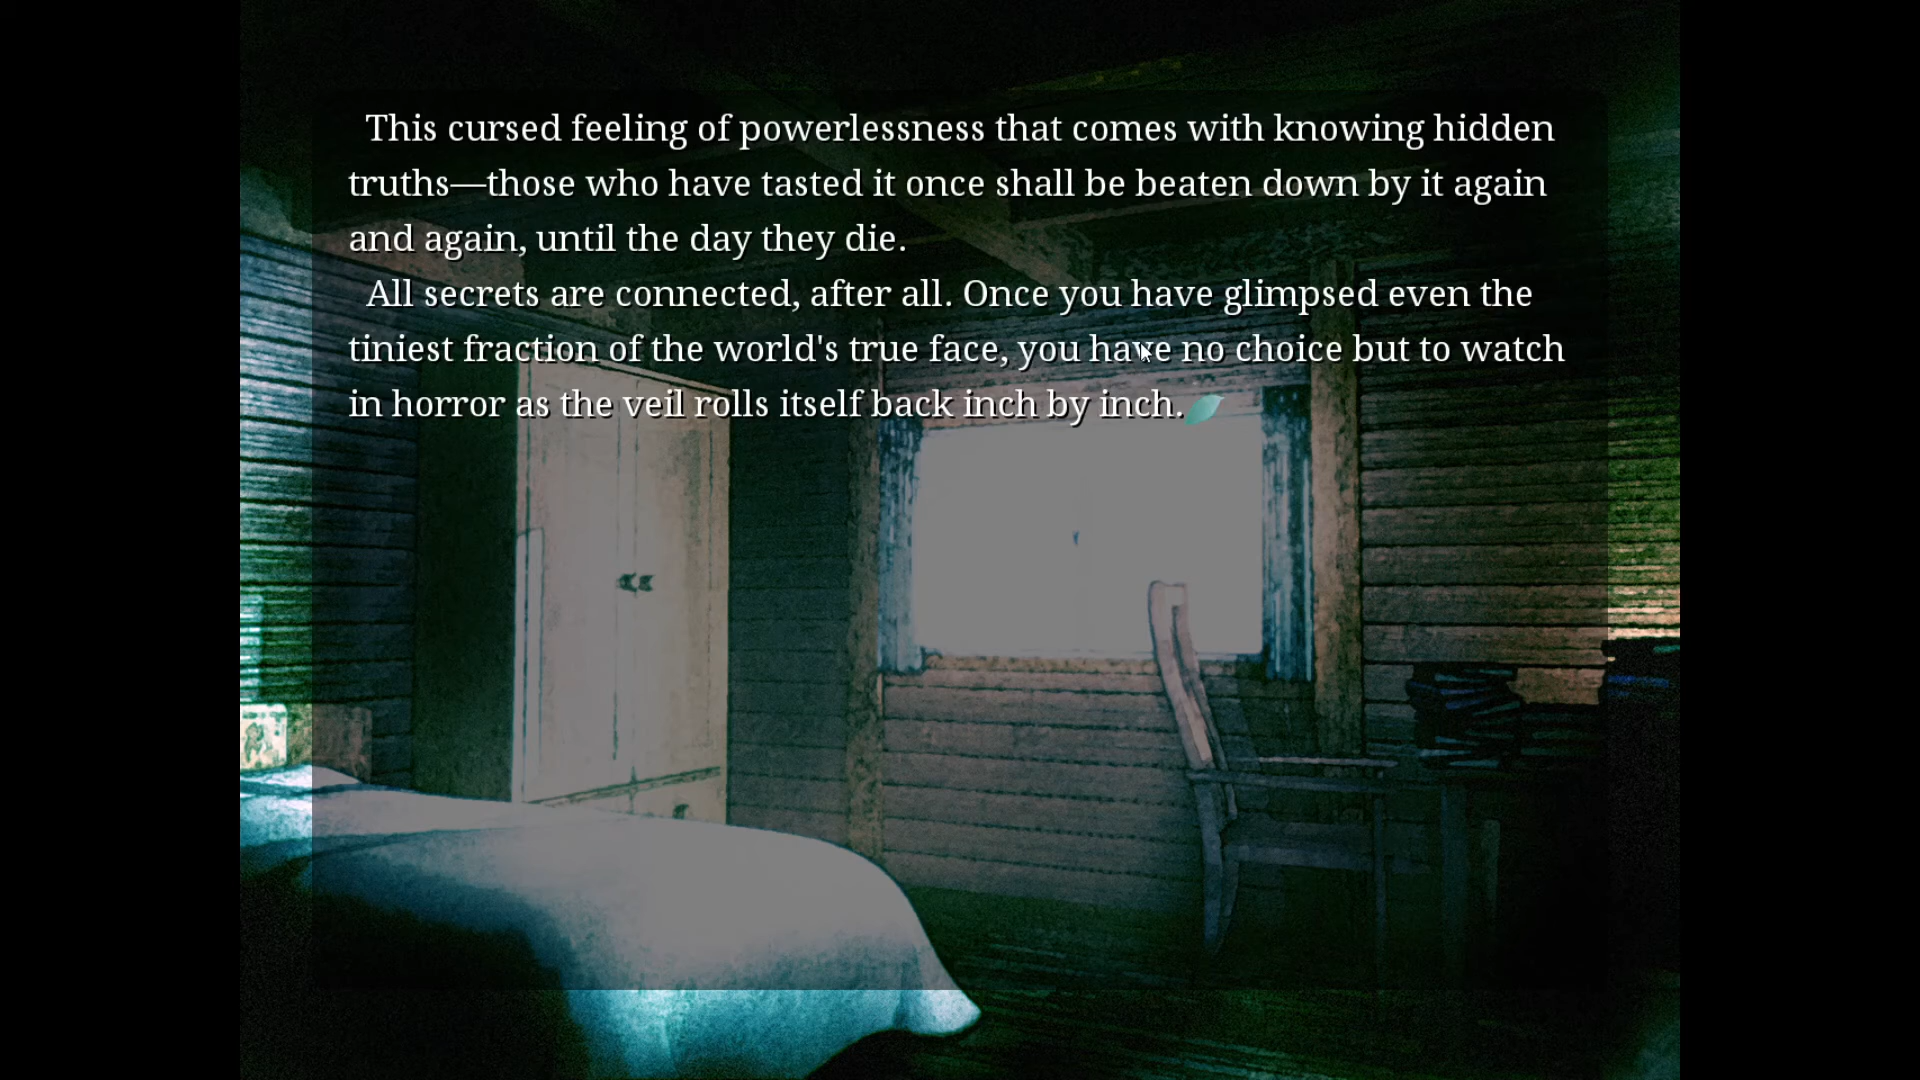 This cursed feeling of powerlessness that comes with knowing hidden
truths—those who have tasted it once shall be beaten down by it again
and again, until the day they die.
All secrets are connected, after all. Once you have glimpsed even the
tiniest fraction of the world's true face, you have no choice but to watch
in horror as the veil rolls itself back inch by inch.